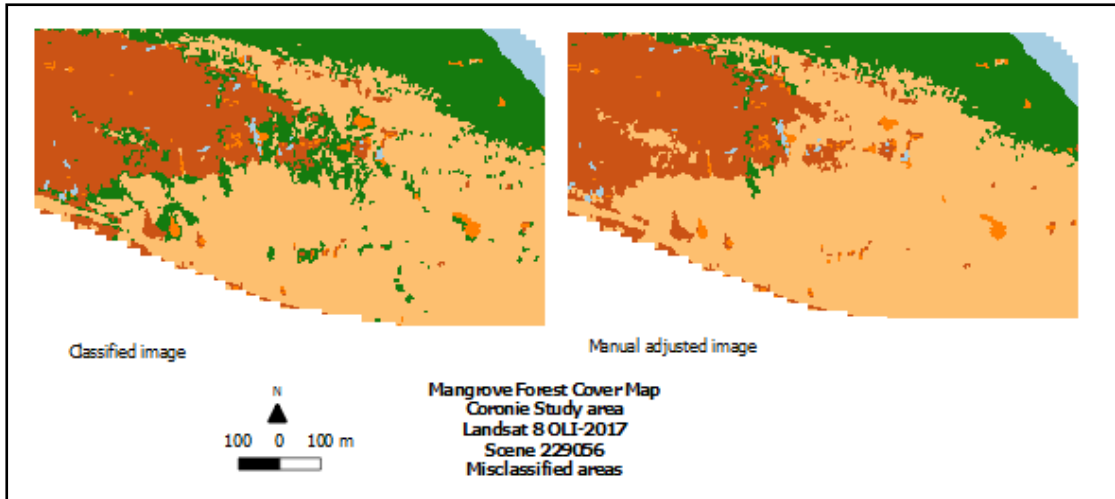 Classified image
Manual adjusted image
N
100 0 100 m
Mangrove Forest Cover Map
Coronie Study area
Landsat 8 OLI-2017
Scene 229056
Misclassified areas